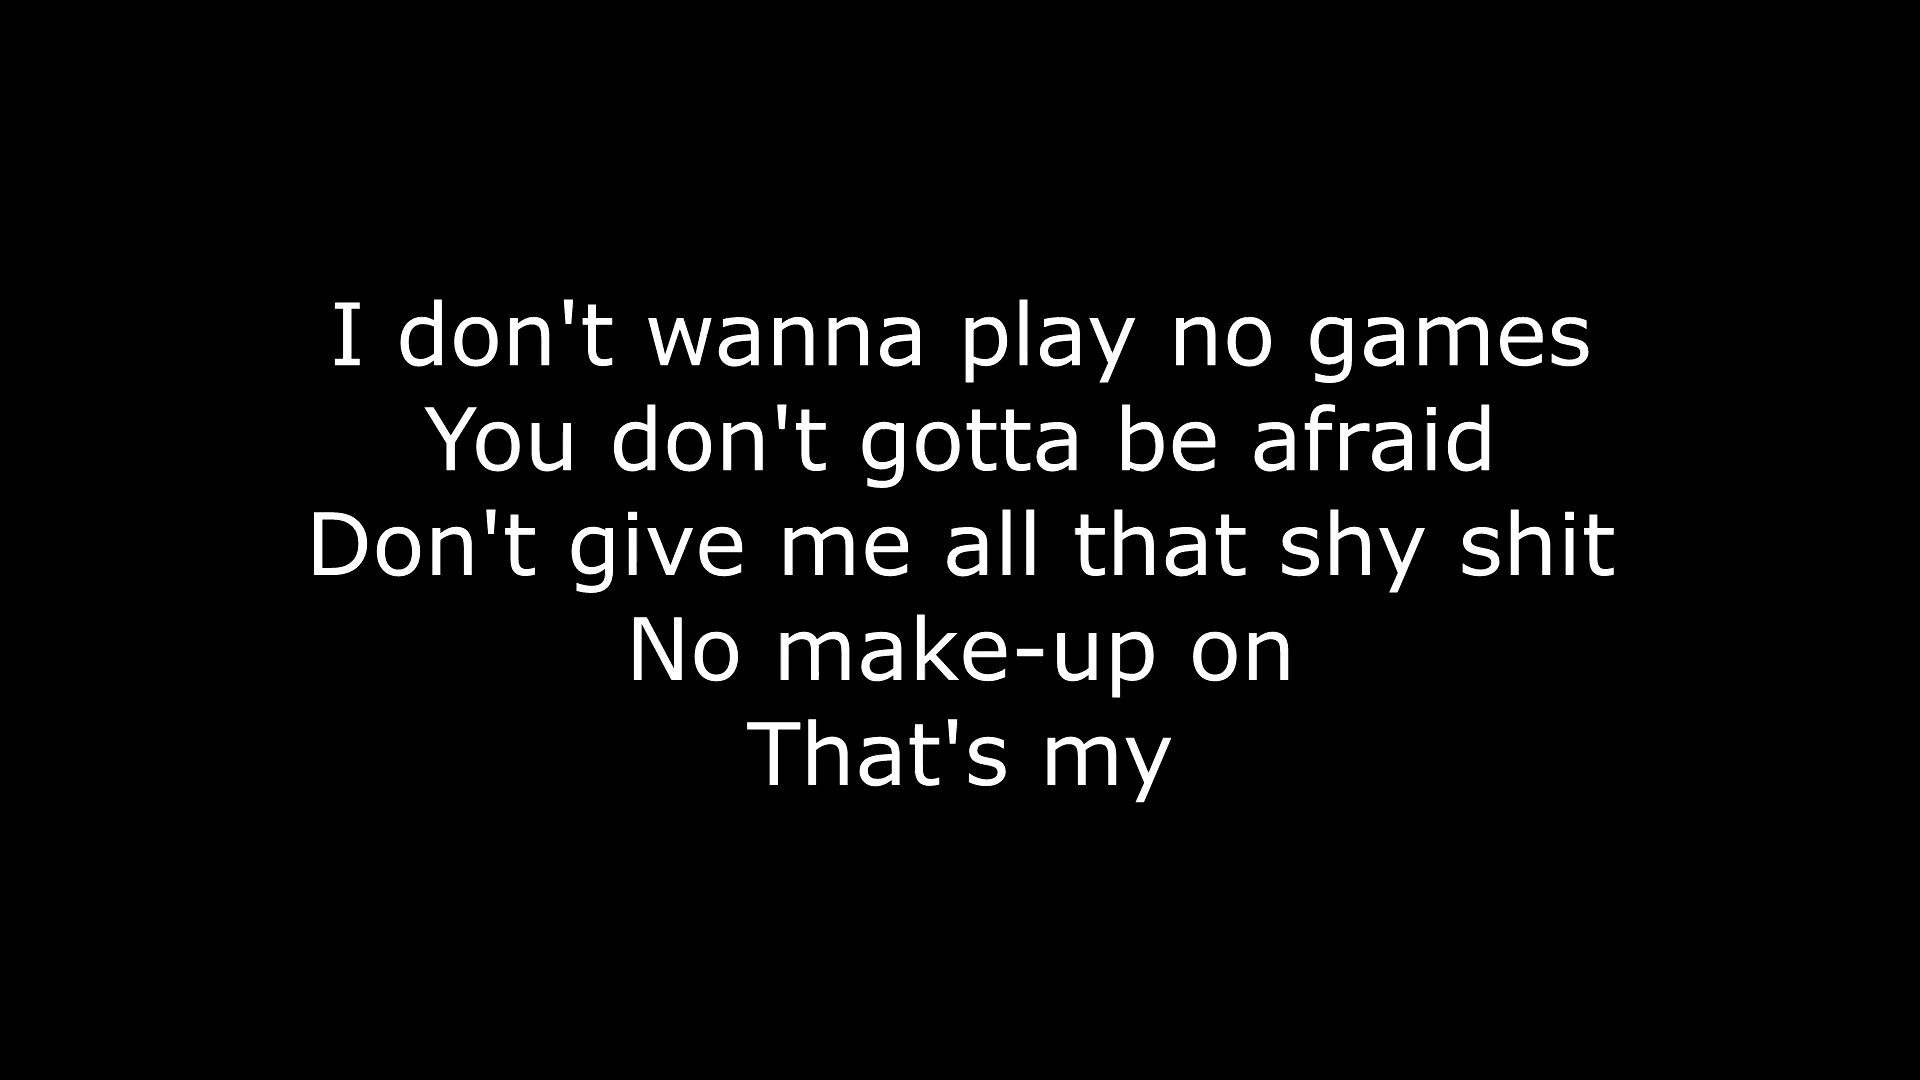 I don't wanna play no games
You don't gotta be afraid
Don't give me all that shy shit
No make-up on
That's my